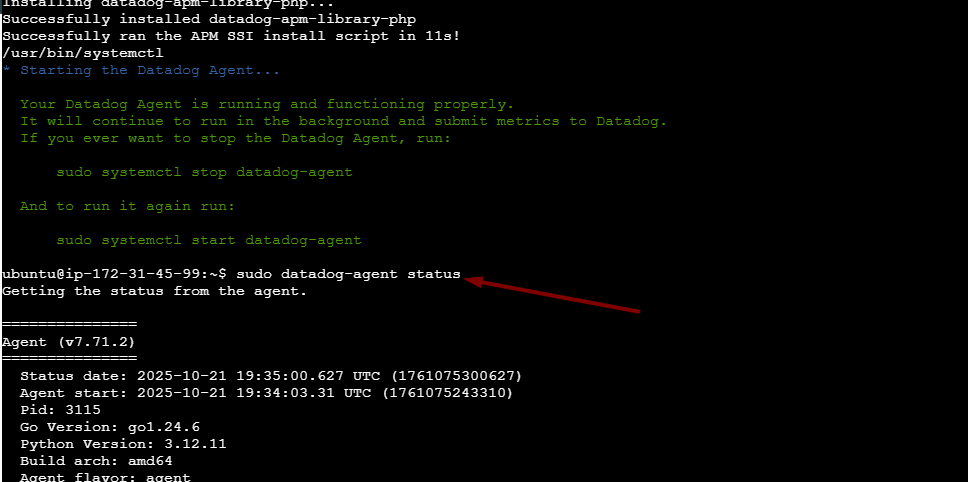 Installing datadog-apm-library-php...
Successfully installed datadog-apm-library-php
Successfully ran the APM SSI install script in 11s!
/usr/bin/systemctl
* Starting the Datadog Agent...
Your Datadog Agent is running and functioning properly.
It will continue to run in the background and submit metrics to Datadog.
If you ever want to stop the Datadog Agent, run:
sudo systemctl stop datadog-agent
And to run it again run:
sudo systemctl start datadog-agent
ubuntu@ip-172-31-45-99:~$ sudo datadog-agent status
Getting the status from the agent.
===============
Agent (v7.71.2)
===============
Status date: 2025-10-21 19:35:00.627 UTC (1761075300627)
Agent start: 2025-10-21 19:34:03.31 UTC (1761075243310)
Pid: 3115
Go Version: go1.24.6
Python Version: 3.12.11
Build arch: amd64
Agent flavor: agent